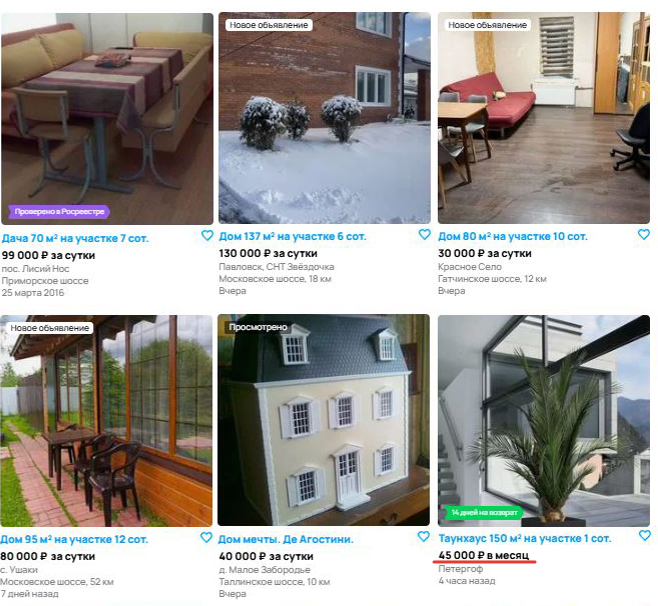 Новое объявление
Новое объявление
Проверено в Росреестре
Дача 70 м² на участке 7 сот.
99 000 ₽ за сутки
пос. Лисий Нос
Приморское шоссе
25 марта 2016
Дом 137 м² на участке 6 сот.
130 000 ₽ за сутки
Павловск, СНТ Звёздочка
Московское шоссе, 18 км
Вчера
Дом 80 м² на участке 10 сот.
30 000 ₽ за сутки
Красное Село
Гатчинское шоссе, 12 км
Вчера
Новое объявление
Просмотрено
14 дней на возврат
Дом 95 м² на участке 12 сот.
80 000 ₽ за сутки
с. Ушаки
Московское шоссе, 52 км
7 дней назад
Дом мечты. Де Агостини.
40 000 ₽ за сутки
д. Малое Забородье
Таллинское шоссе, 10 км
Вчера
Таунхаус 150 м² на участке 1 сот.
45 000 ₽ в месяц
Петергоф
4 часа назад